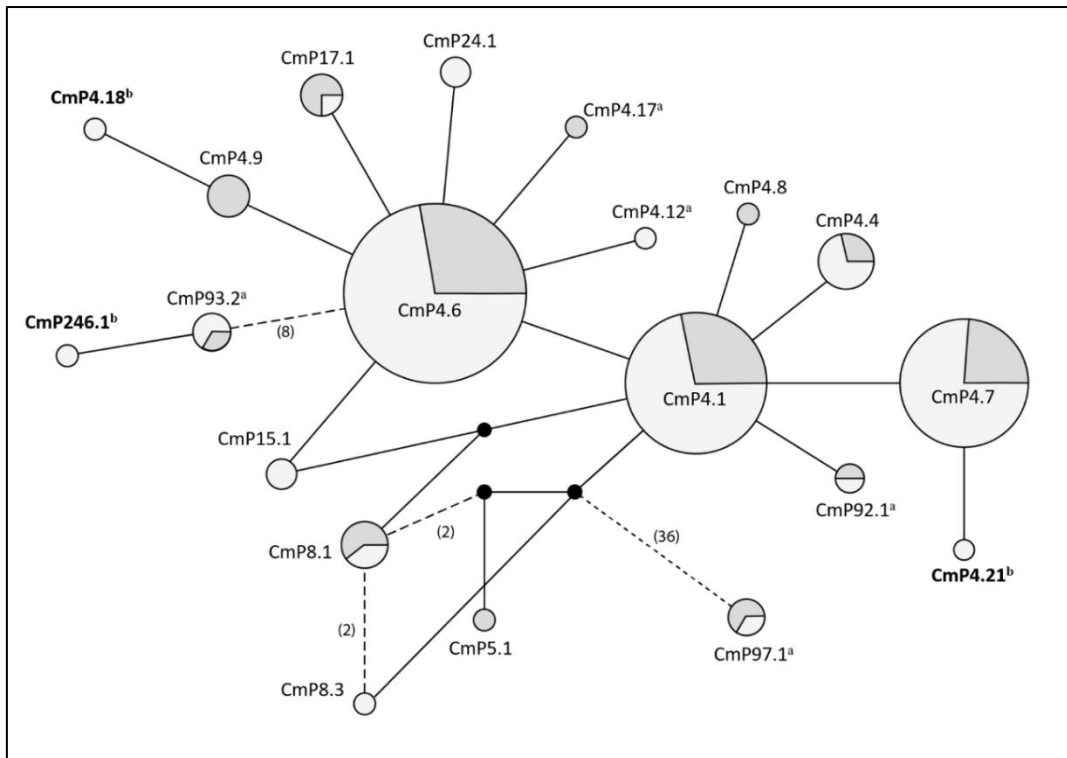 CmP24.1
CmP17.1
CmP4.18ᵇ
CmP4.17ᵃ
CmP4.9
CmP4.8
CmP4.12ᵃ
CmP4.4
CmP93.2ᵃ
CmP4.6
CmP246.1ᵇ
(8)
CmP4.1
CmP4.7
CmP15.1
CmP92.1ᵃ
(2)
(36)
CmP8.1
CmP4.21ᵇ
(2)
CmP5.1
CmP97.1ᵃ
CmP8.3